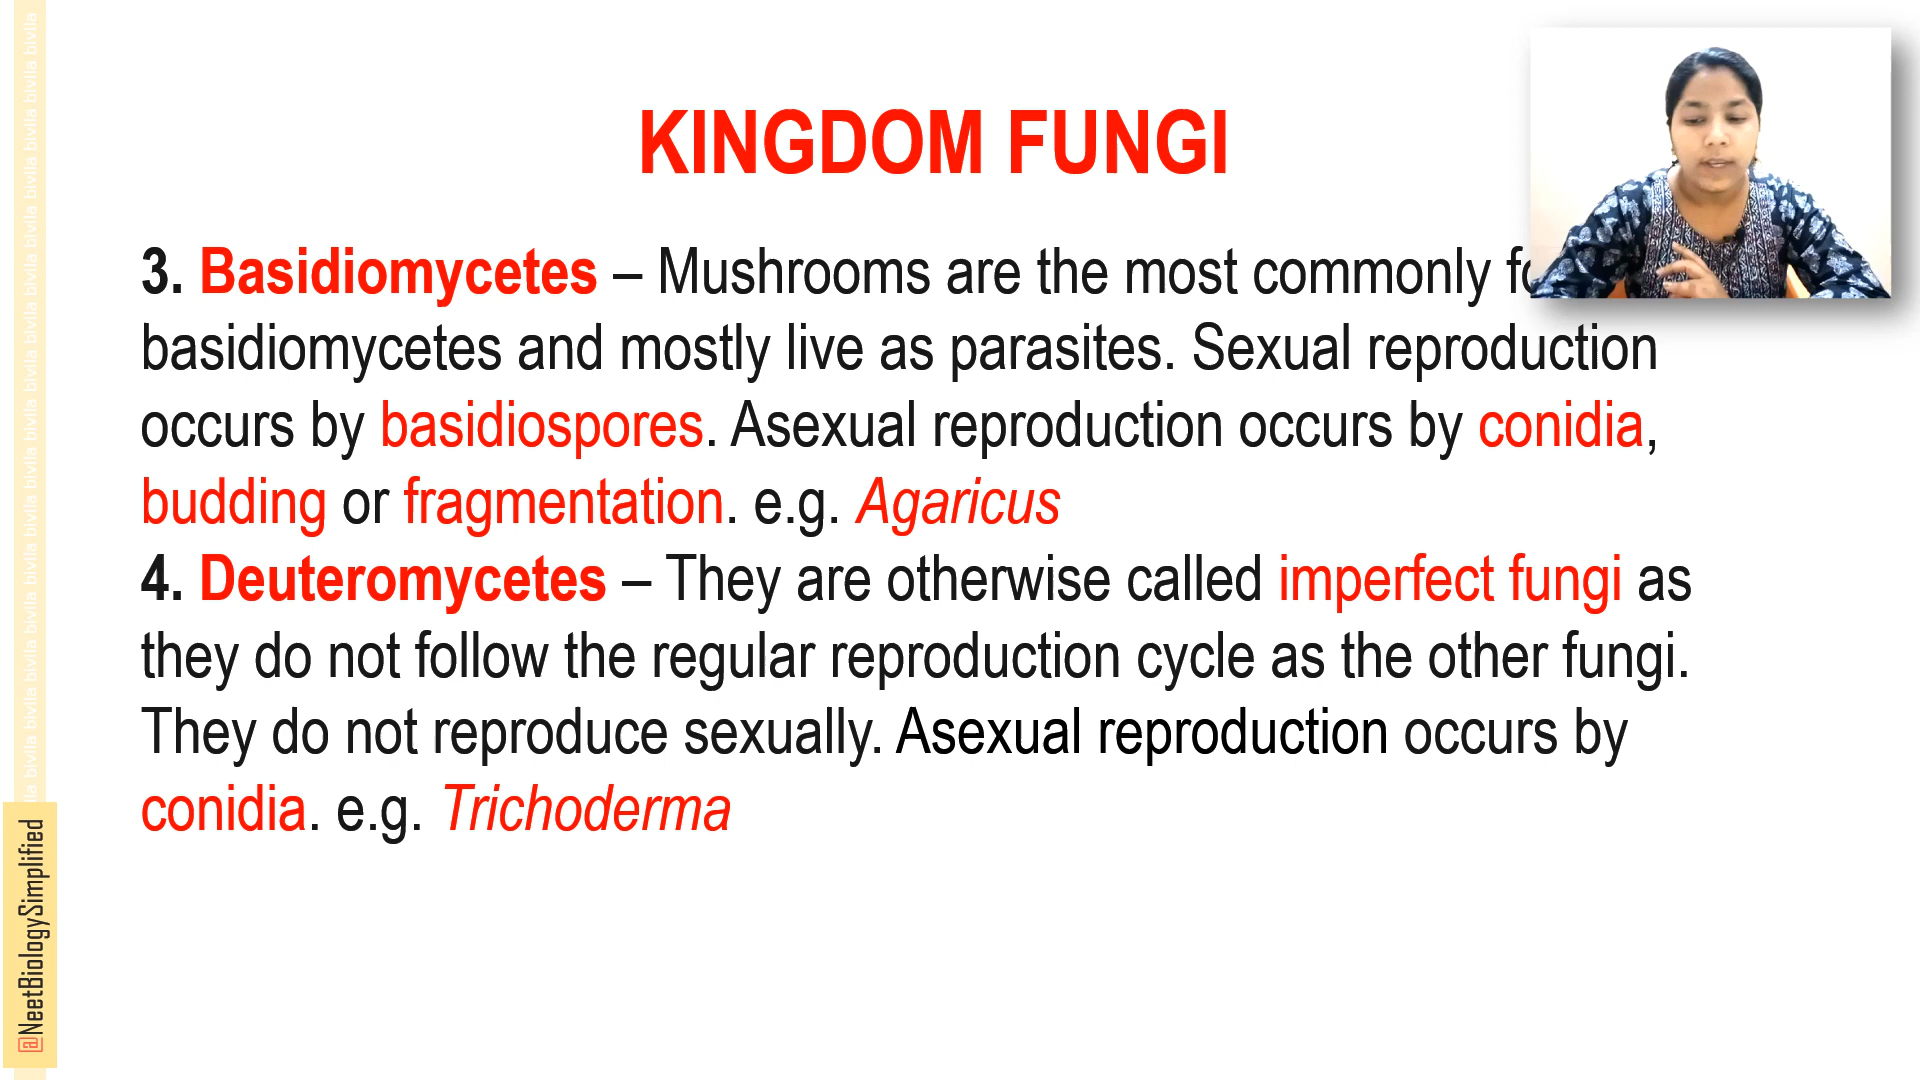 KINGDOM FUNGI
3. Basidiomycetes – Mushrooms are the most commonly
basidiomycetes and mostly live as parasites. Sexual reproduction
occurs by basidiospores. Asexual reproduction occurs by conidia,
budding or fragmentation. e.g. Agaricus
4. Deuteromycetes – They are otherwise called imperfect fungi as
they do not follow the regular reproduction cycle as the other fungi.
They do not reproduce sexually. Asexual reproduction occurs by
conidia. e.g. Trichoderma
@NeetBiologySimplified